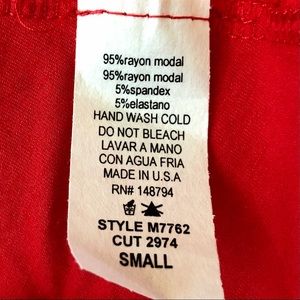 95%rayon modal
95%rayon modal
5%spandex
5%elastano
HAND WASH COLD
DO NOT BLEACH
LAVAR A MANO
CON AGUA FRIA
MADE IN U.S.A
RN# 148794
STYLE M7762
CUT 2974
SMALL